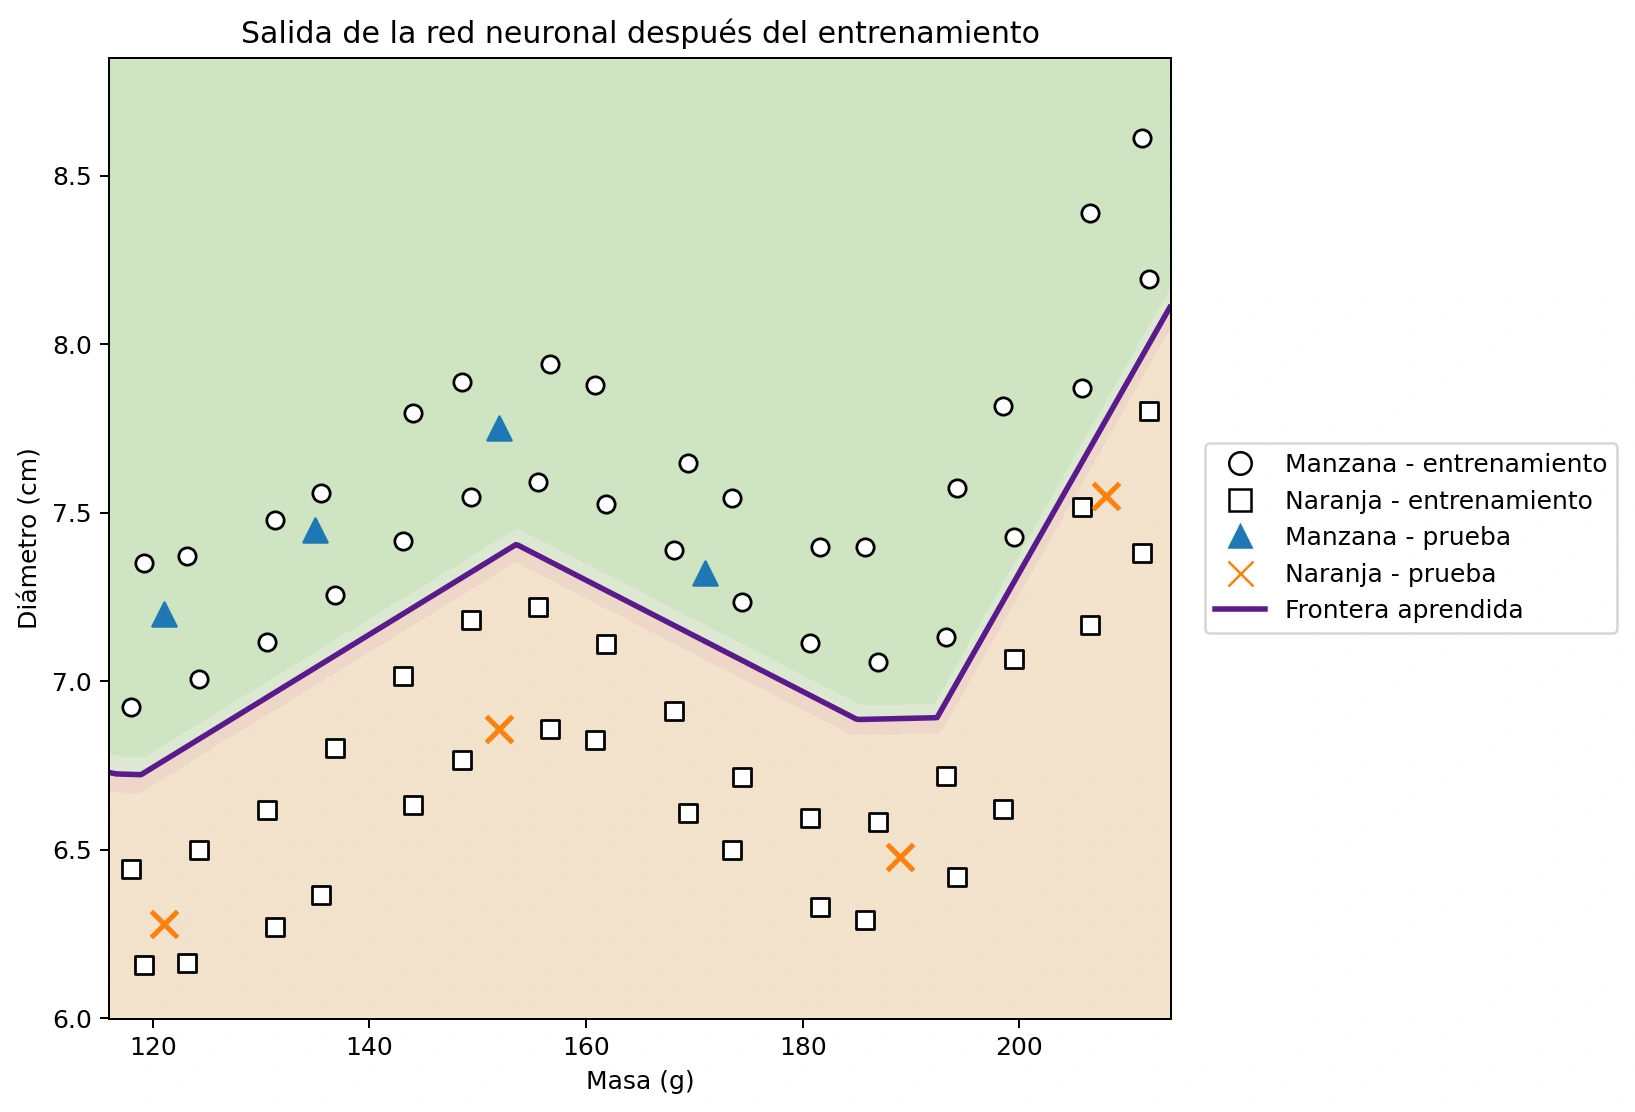 Salida de la red neuronal después del entrenamiento
Diámetro (cm)
8.5
8.0
7.5
7.0
6.5
6.0
120 140 160 180 200
Masa (g)
Manzana - entrenamiento
Naranja - entrenamiento
Manzana - prueba
Naranja - prueba
Frontera aprendida